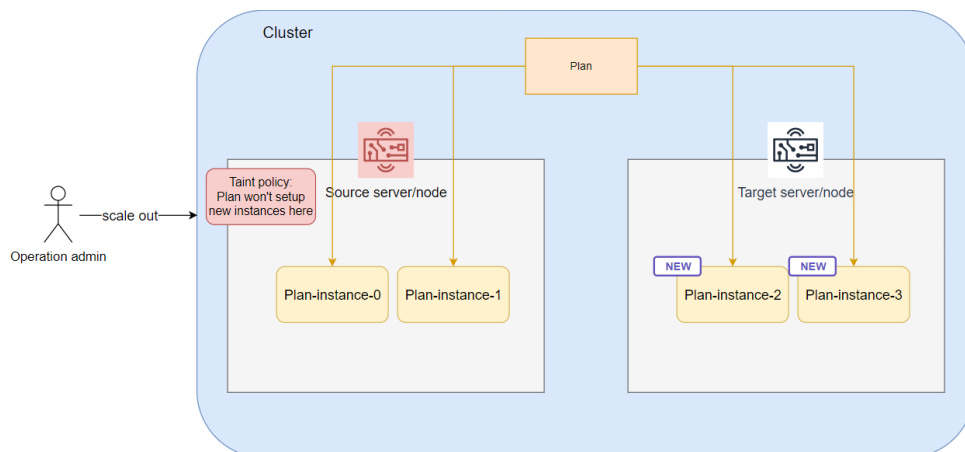 Cluster
Plan
Taint policy:
Plan won't setup
new instances here
Source server/node
Target server/node
scale out
Operation admin
NEW
NEW
Plan-instance-0
Plan-instance-1
Plan-instance-2
Plan-instance-3